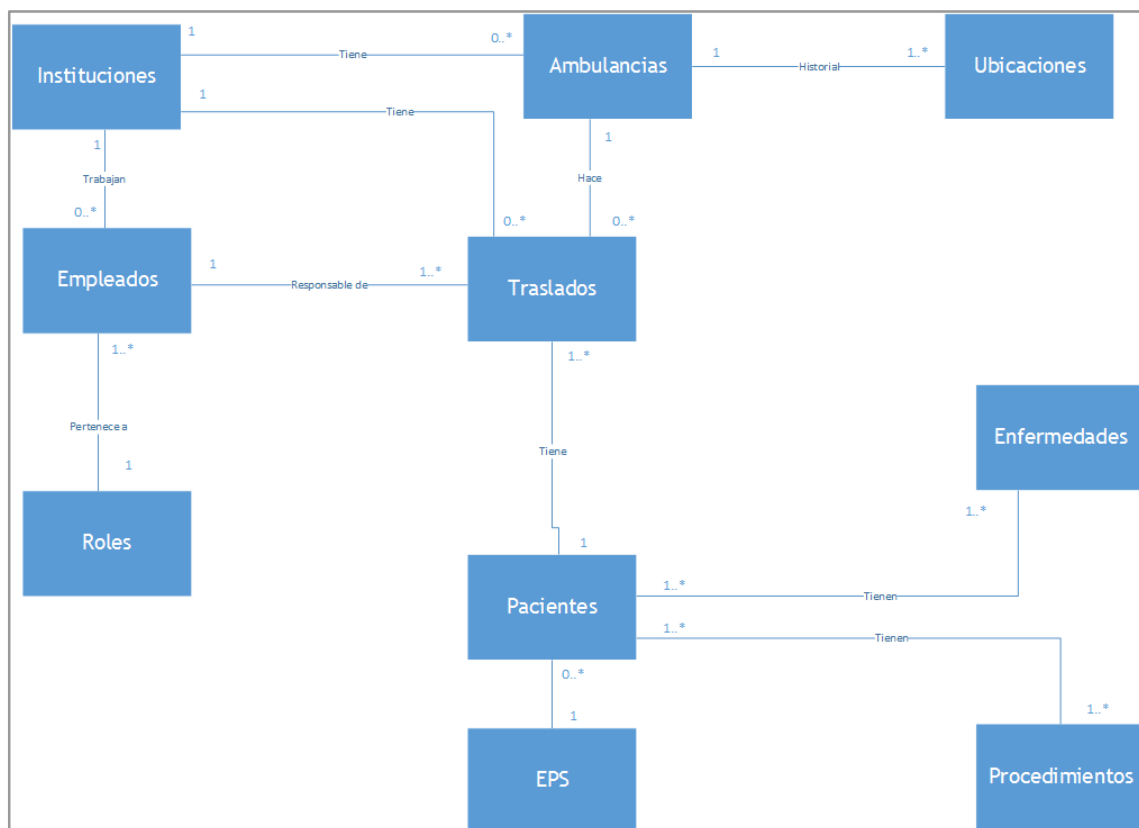 1
0..*
Tiene
Instituciones
Ambulancias
1
1..*
Historial
Ubicaciones
1
Tiene
1
Trabajan
0..*
1
Hace
0..*
0..*
Empleados
1
1..*
Responsable de
Traslados
1..*
1..*
Pertenece a
1
Tiene
Enfermedades
1..*
Roles
1
Pacientes
1..*
Tienen
1..*
Tienen
0..*
1
1..*
EPS
Procedimientos